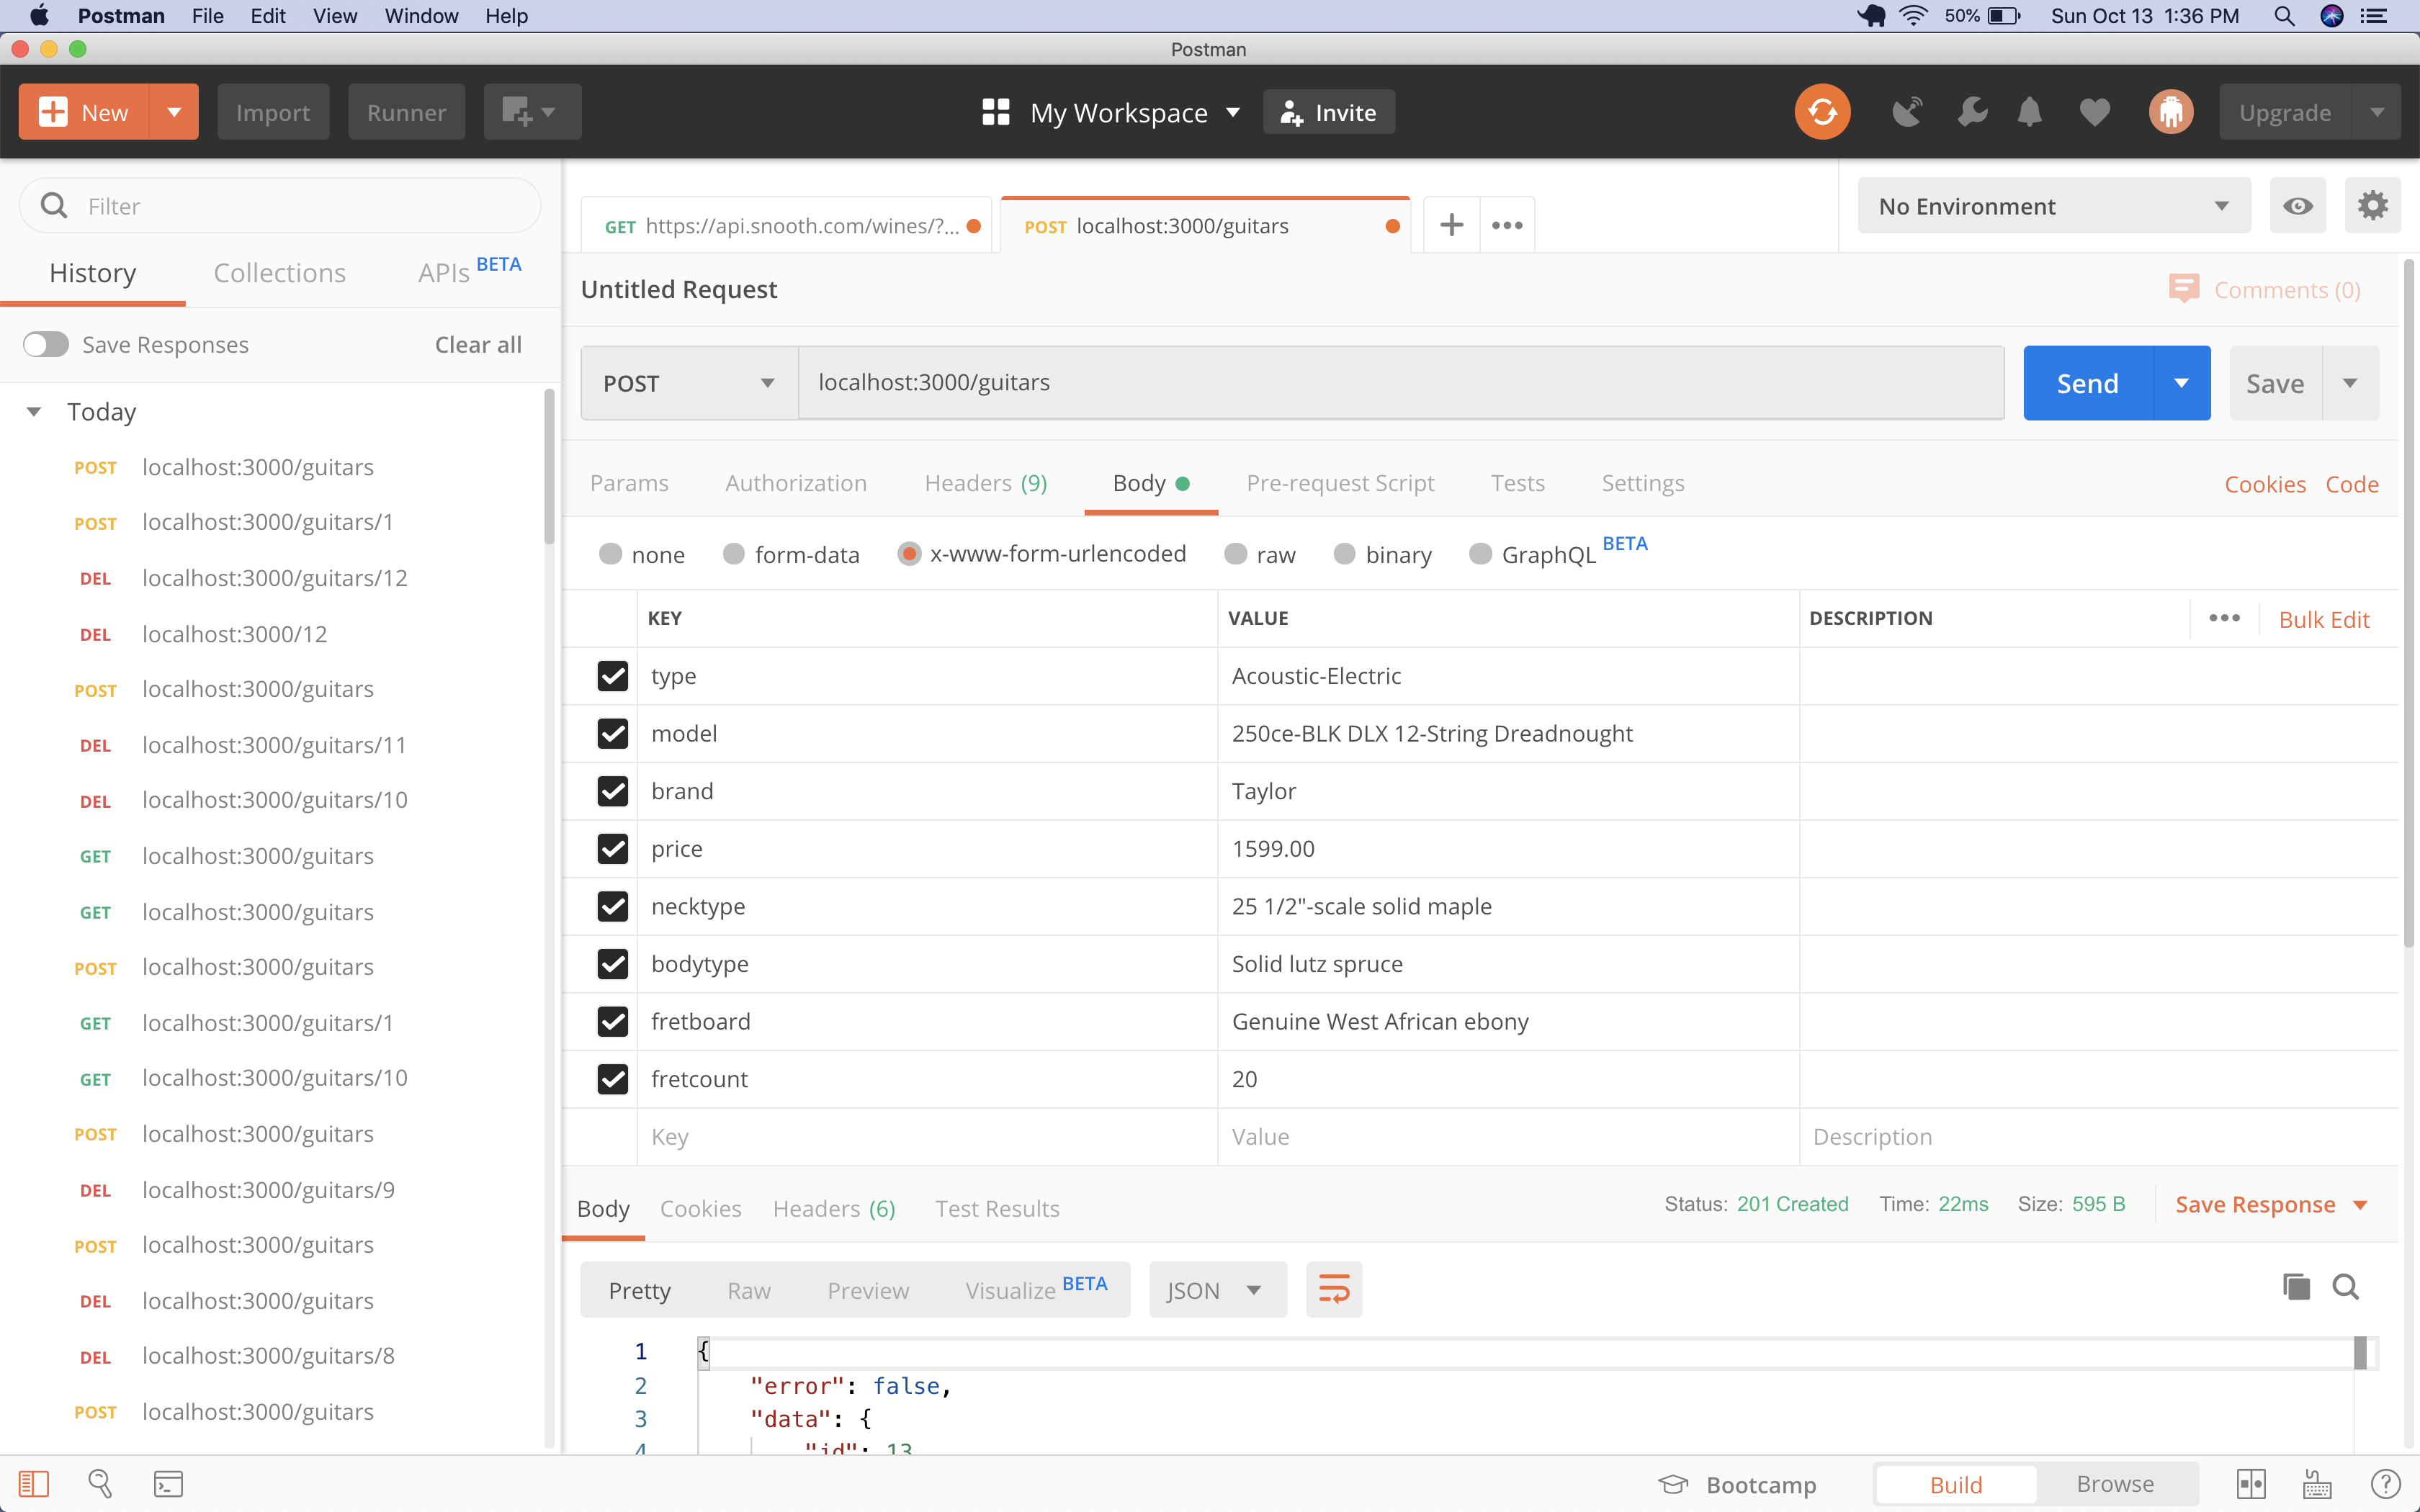 Postman File Edit View Window Help 50% Sun Oct 13 1:36 PM
Postman
New Import Runner My Workspace Invite Upgrade
Filter
History Collections APIs BETA
Save Responses Clear all
Today
POST localhost:3000/guitars
POST localhost:3000/guitars/1
DEL localhost:3000/guitars/12
DEL localhost:3000/12
POST localhost:3000/guitars
DEL localhost:3000/guitars/11
DEL localhost:3000/guitars/10
GET localhost:3000/guitars
GET localhost:3000/guitars
POST localhost:3000/guitars
GET localhost:3000/guitars/1
GET localhost:3000/guitars/10
POST localhost:3000/guitars
DEL localhost:3000/guitars/9
POST localhost:3000/guitars
DEL localhost:3000/guitars
DEL localhost:3000/guitars/8
POST localhost:3000/guitars
GET https://api.snooth.com/wines/?... POST localhost:3000/guitars No Environment
Untitled Request Comments (0)
POST localhost:3000/guitars Send Save
Params Authorization Headers (9) Body Pre-request Script Tests Settings Cookies Code
none form-data x-www-form-urlencoded raw binary GraphQL BETA
KEY VALUE DESCRIPTION Bulk Edit
type Acoustic-Electric
model 250ce-BLK DLX 12-String Dreadnought
brand Taylor
price 1599.00
necktype 25 1/2"-scale solid maple
bodytype Solid lutz spruce
fretboard Genuine West African ebony
fretcount 20
Key Value Description
Body Cookies Headers (6) Test Results Status: 201 Created Time: 22ms Size: 595 B Save Response
Pretty Raw Preview Visualize BETA JSON
1 {
2 "error": false,
3 "data": {
4 "id": 13
Bootcamp Build Browse